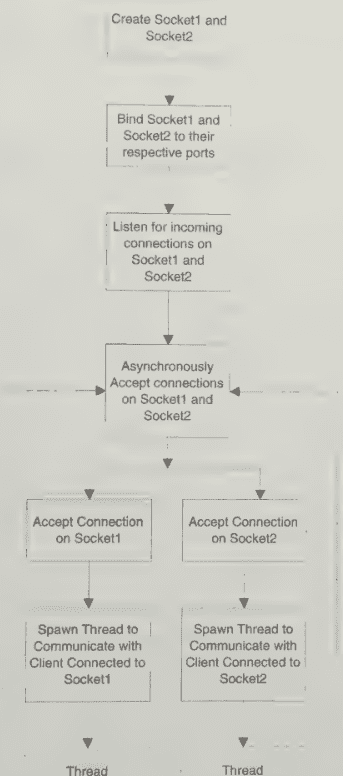 Create Socket1 and
Socket2
Bind Socket1 and
Socket2 to their
respective ports
Listen for incoming
connections on
Socket1 and
Socket2
Asynchronously
Accept connections
on Socket1 and
Socket2
Accept Connection
on Socket1
Accept Connection
on Socket2
Spawn Thread to
Communicate with
Client Connected to
Socket1
Spawn Thread to
Communicate with
Client Connected to
Socket2
Thread
Thread